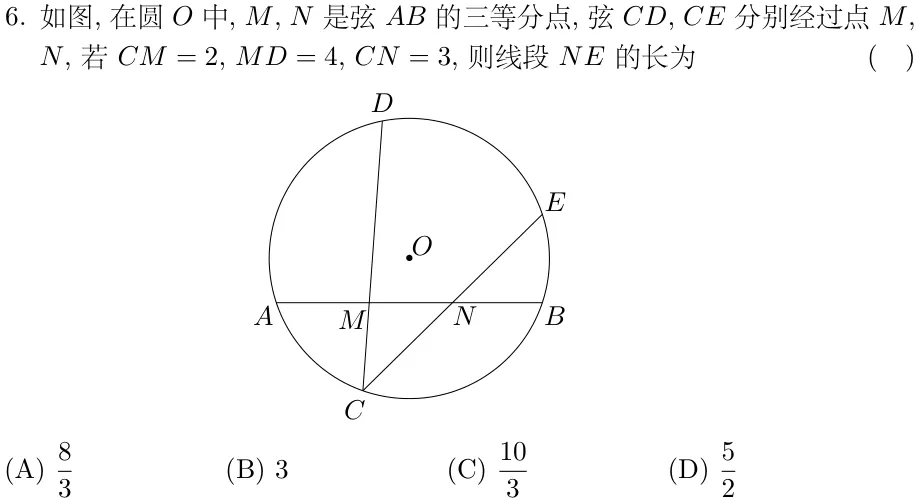 6. 如图, 在圆 O 中, M, N 是弦 AB 的三等分点, 弦 CD, CE 分别经过点 M,
N, 若 CM = 2, MD = 4, CN = 3, 则线段 NE 的长为 ( )
D
E
O
A
M
N
B
C
(A) 8/3 (B) 3 (C) 10/3 (D) 5/2